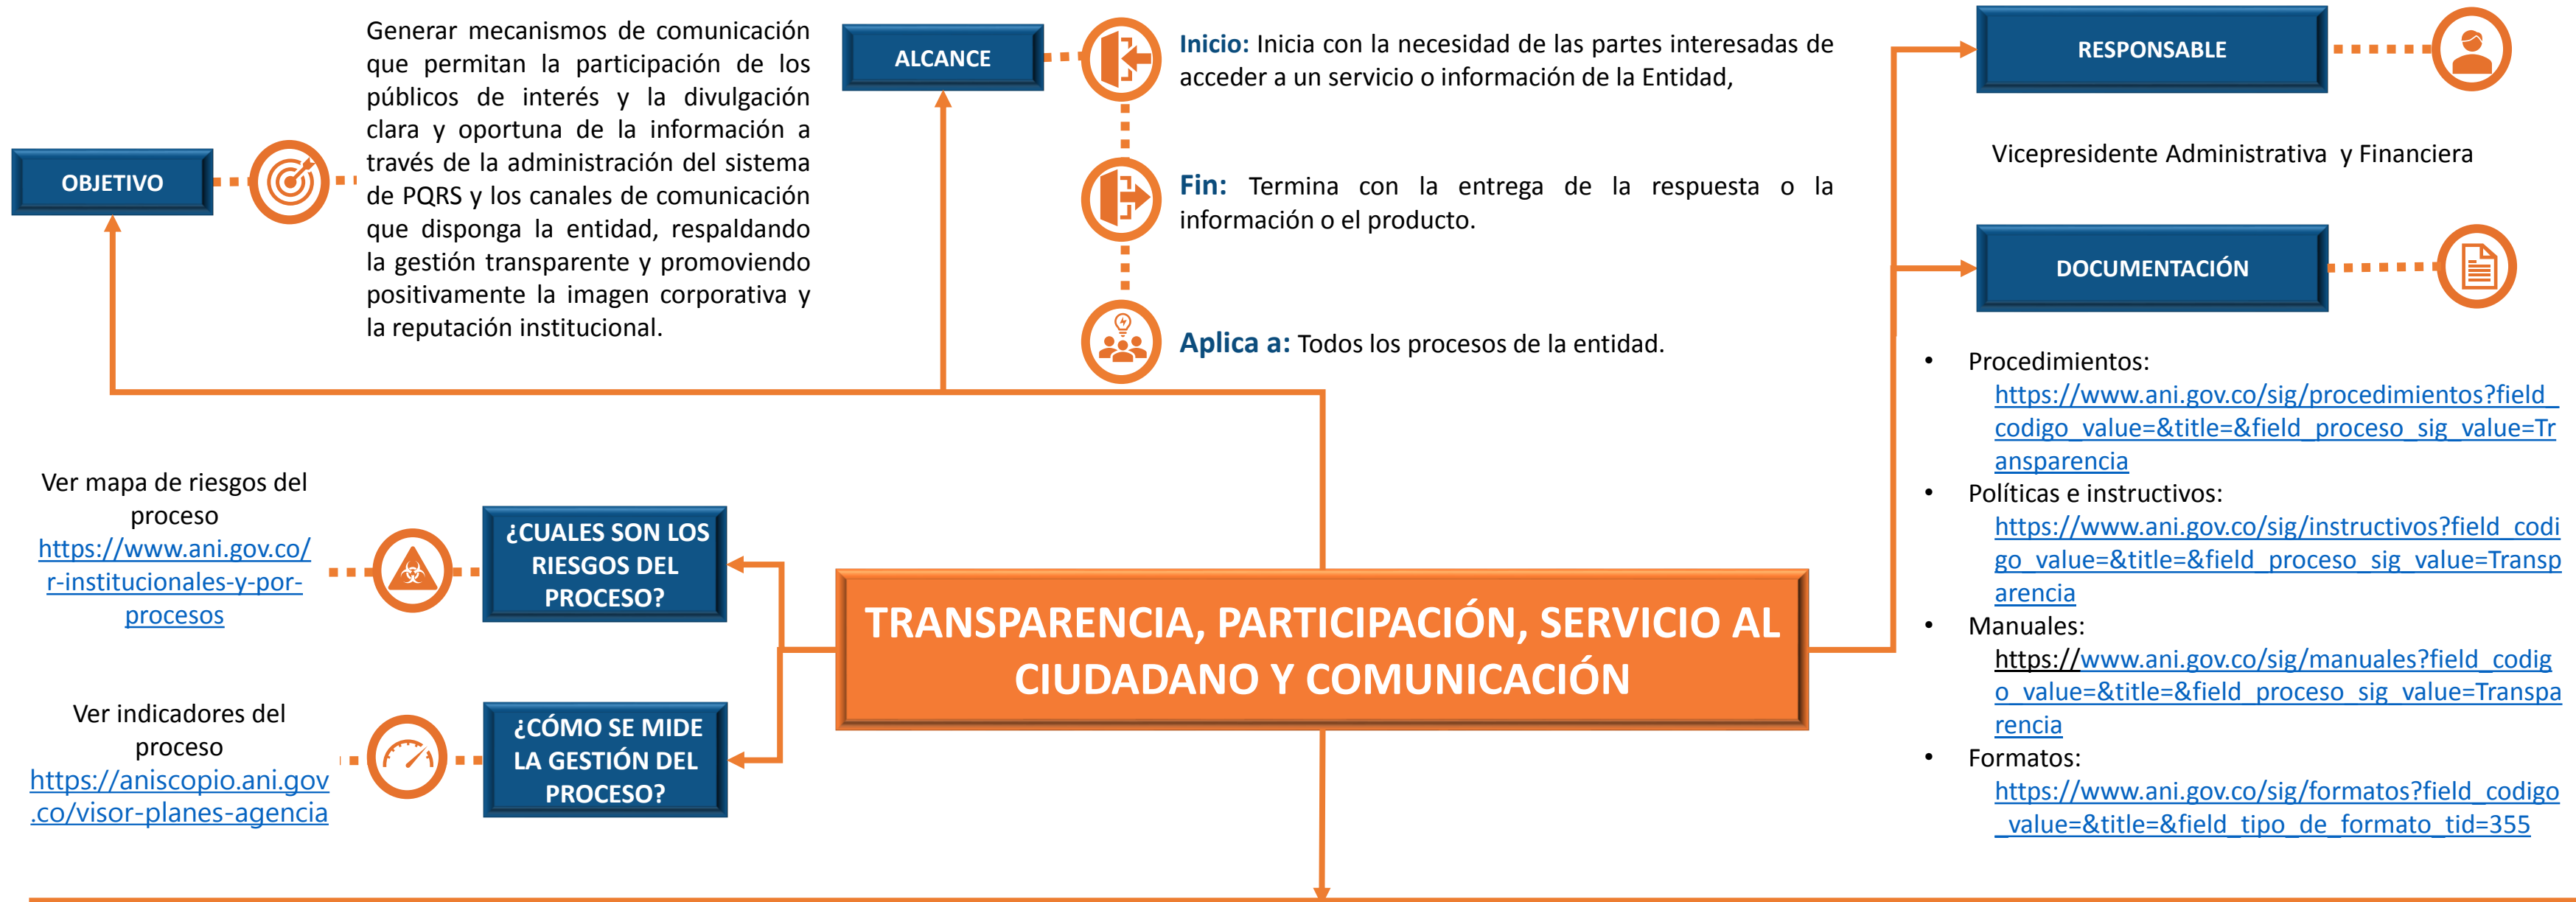 OBJETIVO
Generar mecanismos de comunicación
que permitan la participación de los
públicos de interés y la divulgación
clara y oportuna de la información a
través de la administración del sistema
de PQRS y los canales de comunicación
que disponga la entidad, respaldando
la gestión transparente y promoviendo
positivamente la imagen corporativa y
la reputación institucional.
ALCANCE
Inicio: Inicia con la necesidad de las partes interesadas de
acceder a un servicio o información de la Entidad,
Fin: Termina con la entrega de la respuesta o la
información o el producto.
Aplica a: Todos los procesos de la entidad.
RESPONSABLE
Vicepresidente Administrativa y Financiera
DOCUMENTACIÓN
• Procedimientos:
https://www.ani.gov.co/sig/procedimientos?field_
codigo_value=&title=&field_proceso_sig_value=Tr
ansparencia
• Políticas e instructivos:
https://www.ani.gov.co/sig/instructivos?field_codi
go_value=&title=&field_proceso_sig_value=Transp
arencia
• Manuales:
https://www.ani.gov.co/sig/manuales?field_codig
o_value=&title=&field_proceso_sig_value=Transpa
rencia
• Formatos:
https://www.ani.gov.co/sig/formatos?field_codigo
_value=&title=&field_tipo_de_formato_tid=355
Ver mapa de riesgos del
proceso
https://www.ani.gov.co/
r-institucionales-y-por-
procesos
¿CUALES SON LOS
RIESGOS DEL
PROCESO?
Ver indicadores del
proceso
https://aniscopio.ani.gov
.co/visor-planes-agencia
¿CÓMO SE MIDE
LA GESTIÓN DEL
PROCESO?
TRANSPARENCIA, PARTICIPACIÓN, SERVICIO AL
CIUDADANO Y COMUNICACIÓN